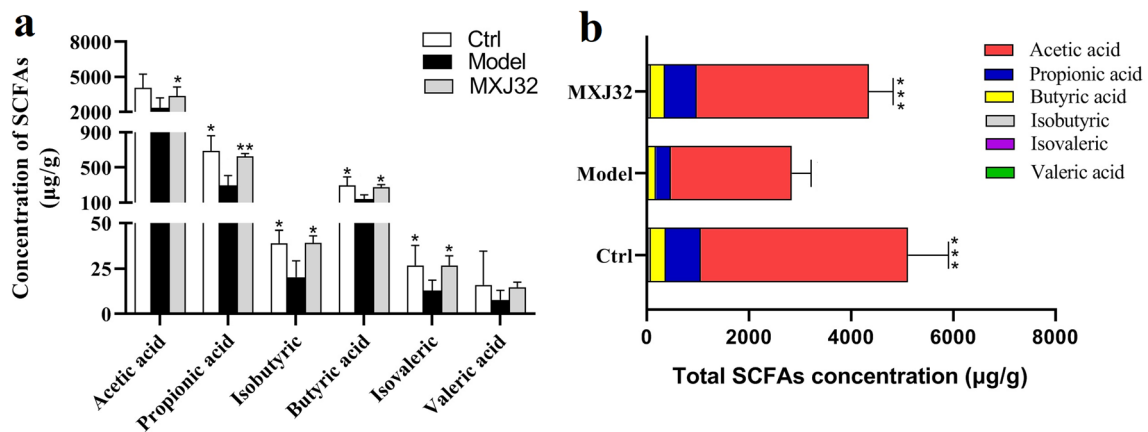 a
Concentration of SCFAs
(μg/g)
8000
5000
2000
900
500
100
50
25
0
Ctrl
Model
MXJ32
*
*
**
*
*
*
*
*
*
Acetic acid
Propionic acid
Isobutyric
Butyric acid
Isovaleric
Valeric acid
b
MXJ32
Model
Ctrl
***
***
0
2000
4000
6000
8000
Total SCFAs concentration (μg/g)
Acetic acid
Propionic acid
Butyric acid
Isobutyric
Isovaleric
Valeric acid